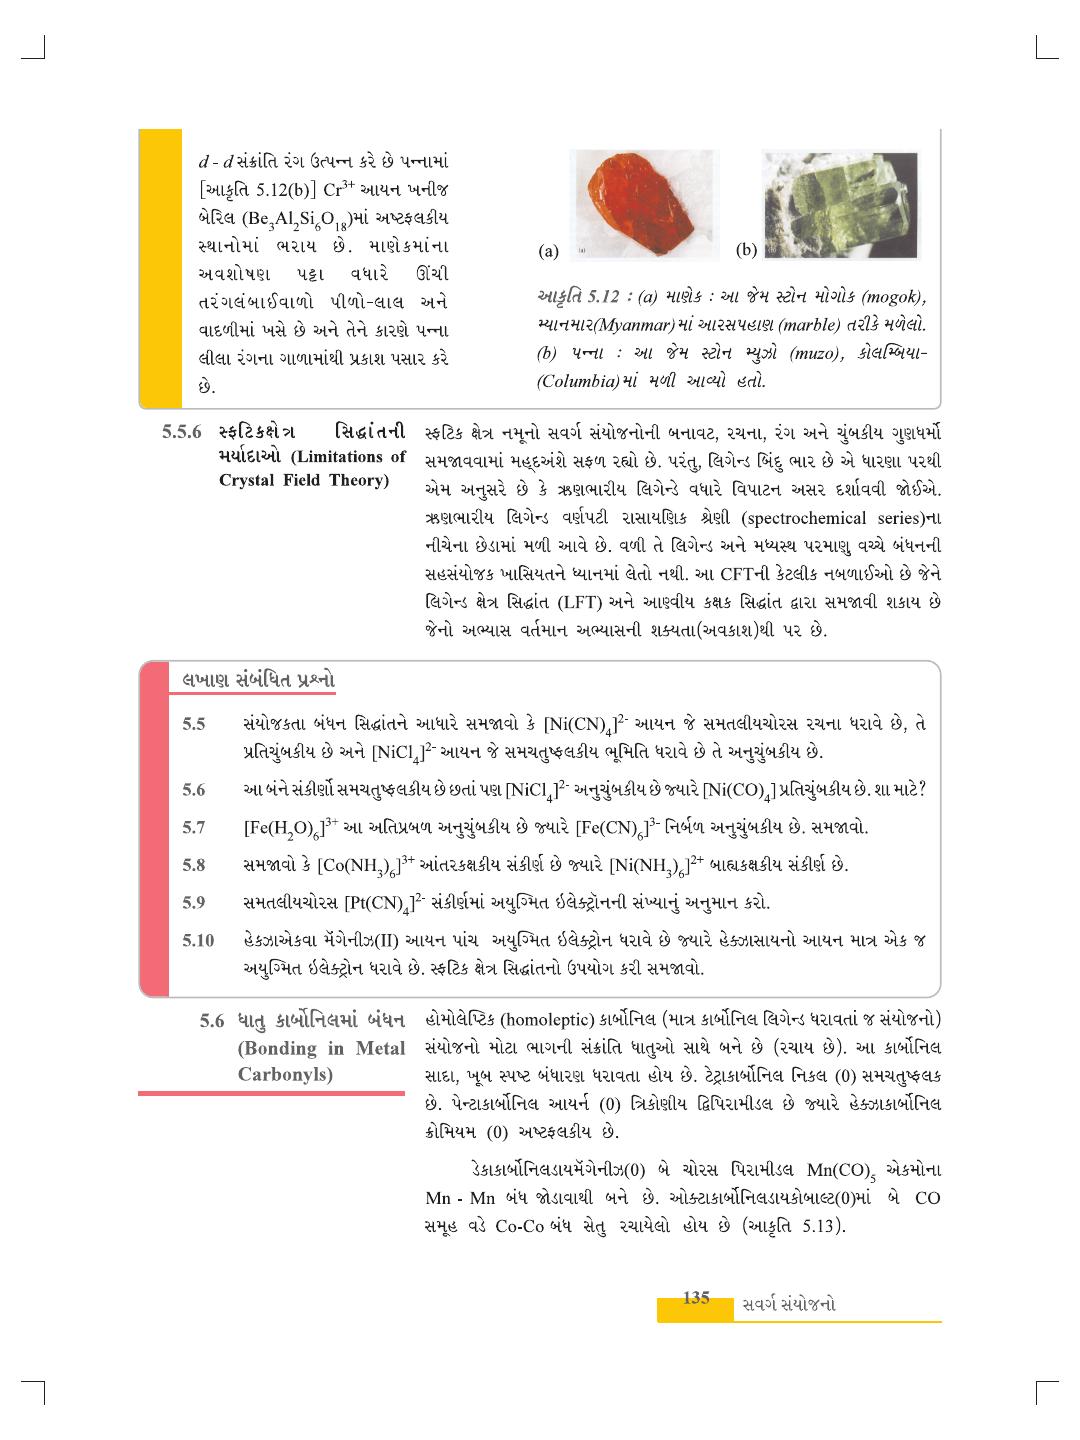 d - d સંક્રાંતિ રંગ ઉત્પન્ન કરે છે પન્નામાં
[આકૃતિ 5.12(b)] Cr³⁺ આયન ખનીજ
બેરિલ (Be₃Al₂Si₆O₁₈)માં અષ્ટફલકીય
સ્થાનોમાં ભરાય છે. માણેકમાંના
અવશોષણ પટ્ટા વધારે ઊંચી
તરંગલંબાઈવાળો પીળો-લાલ અને
વાદળીમાં ખસે છે અને તેને કારણે પન્ના
લીલા રંગના ગાળામાંથી પ્રકાશ પસાર કરે
છે.
(a)
(b)
આકૃતિ 5.12 : (a) માણેક : આ જેમ સ્ટોન મોગોક (mogok),
મ્યાનમાર(Myanmar)માં આરસપહાણ (marble) તરીકે મળેલો.
(b) પન્ના : આ જેમ સ્ટોન મ્યુઝો (muzo), કોલમ્બિયા-
(Columbia)માં મળી આવ્યો હતો.
5.5.6 સ્ફટિકક્ષેત્ર સિદ્ધાંતની
મર્યાદાઓ (Limitations of
Crystal Field Theory)
સ્ફટિક ક્ષેત્ર નમૂનો સવર્ગ સંયોજનોની બનાવટ, રચના, રંગ અને ચુંબકીય ગુણધર્મો
સમજાવવામાં મહદ્અંશે સફળ રહ્યો છે. પરંતુ, લિગેન્ડ બિંદુ ભાર છે એ ધારણા પરથી
એમ અનુસરે છે કે ઋણભારીય લિગેન્ડે વધારે વિપાટન અસર દર્શાવવી જોઈએ.
ઋણભારીય લિગેન્ડ વર્ણપટી રાસાયણિક શ્રેણી (spectrochemical series)ના
નીચેના છેડામાં મળી આવે છે. વળી તે લિગેન્ડ અને મધ્યસ્થ પરમાણુ વચ્ચે બંધનની
સહસંયોજક ખાસિયતને ધ્યાનમાં લેતો નથી. આ CFTની કેટલીક નબળાઈઓ છે જેને
લિગેન્ડ ક્ષેત્ર સિદ્ધાંત (LFT) અને આણ્વીય કક્ષક સિદ્ધાંત દ્વારા સમજાવી શકાય છે
જેનો અભ્યાસ વર્તમાન અભ્યાસની શક્યતા(અવકાશ)થી પર છે.
લખાણ સંબંધિત પ્રશ્નો
5.5 સંયોજકતા બંધન સિદ્ધાંતને આધારે સમજાવો કે [Ni(CN)₄]²⁻ આયન જે સમતલીયચોરસ રચના ધરાવે છે, તે
પ્રતિચુંબકીય છે અને [NiCl₄]²⁻ આયન જે સમચતુષ્ફલકીય ભૂમિતિ ધરાવે છે તે અનુચુંબકીય છે.
5.6 આ બંને સંકીર્ણો સમચતુષ્ફલકીય છે છતાં પણ [NiCl₄]²⁻ અનુચુંબકીય છે જ્યારે [Ni(CO)₄] પ્રતિચુંબકીય છે. શા માટે?
5.7 [Fe(H₂O)₆]³⁺ આ અતિપ્રબળ અનુચુંબકીય છે જ્યારે [Fe(CN)₆]³⁻ નિર્બળ અનુચુંબકીય છે. સમજાવો.
5.8 સમજાવો કે [Co(NH₃)₆]³⁺ આંતરકક્ષકીય સંકીર્ણ છે જ્યારે [Ni(NH₃)₆]²⁺ બાહ્યકક્ષકીય સંકીર્ણ છે.
5.9 સમતલીયચોરસ [Pt(CN)₄]²⁻ સંકીર્ણમાં અયુગ્મિત ઇલેક્ટ્રૉનની સંખ્યાનું અનુમાન કરો.
5.10 હેકઝાએકવા મૅંગેનીઝ(II) આયન પાંચ અયુગ્મિત ઇલેક્ટ્રોન ધરાવે છે જ્યારે હેક્ઝાસાયનો આયન માત્ર એક જ
અયુગ્મિત ઇલેક્ટ્રોન ધરાવે છે. સ્ફટિક ક્ષેત્ર સિદ્ધાંતનો ઉપયોગ કરી સમજાવો.
5.6 ધાતુ કાર્બોનિલમાં બંધન
(Bonding in Metal
Carbonyls)
હોમોલેપ્ટિક (homoleptic) કાર્બોનિલ (માત્ર કાર્બોનિલ લિગેન્ડ ધરાવતાં જ સંયોજનો)
સંયોજનો મોટા ભાગની સંક્રાંતિ ધાતુઓ સાથે બને છે (રચાય છે). આ કાર્બોનિલ
સાદા, ખૂબ સ્પષ્ટ બંધારણ ધરાવતા હોય છે. ટેટ્રાકાર્બોનિલ નિકલ (0) સમચતુષ્ફલક
છે. પેન્ટાકાર્બોનિલ આયર્ન (0) ત્રિકોણીય દ્વિપિરામીડલ છે જ્યારે હેક્ઝાકાર્બોનિલ
ક્રોમિયમ (0) અષ્ટફલકીય છે.
ડેકાકાર્બોનિલડાયમૅંગેનીઝ(0) બે ચોરસ પિરામીડલ Mn(CO)₅ એકમોના
Mn - Mn બંધ જોડાવાથી બને છે. ઓક્ટાકાર્બોનિલડાયકોબાલ્ટ(0)માં બે CO
સમૂહ વડે Co-Co બંધ સેતુ રચાયેલો હોય છે (આકૃતિ 5.13).
135 સવર્ગ સંયોજનો